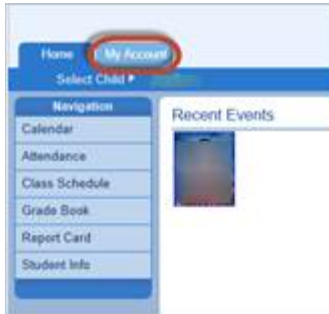 Home My Account
Select Child
Navigation
Recent Events
Calendar
Attendance
Class Schedule
Grade Book
Report Card
Student Info